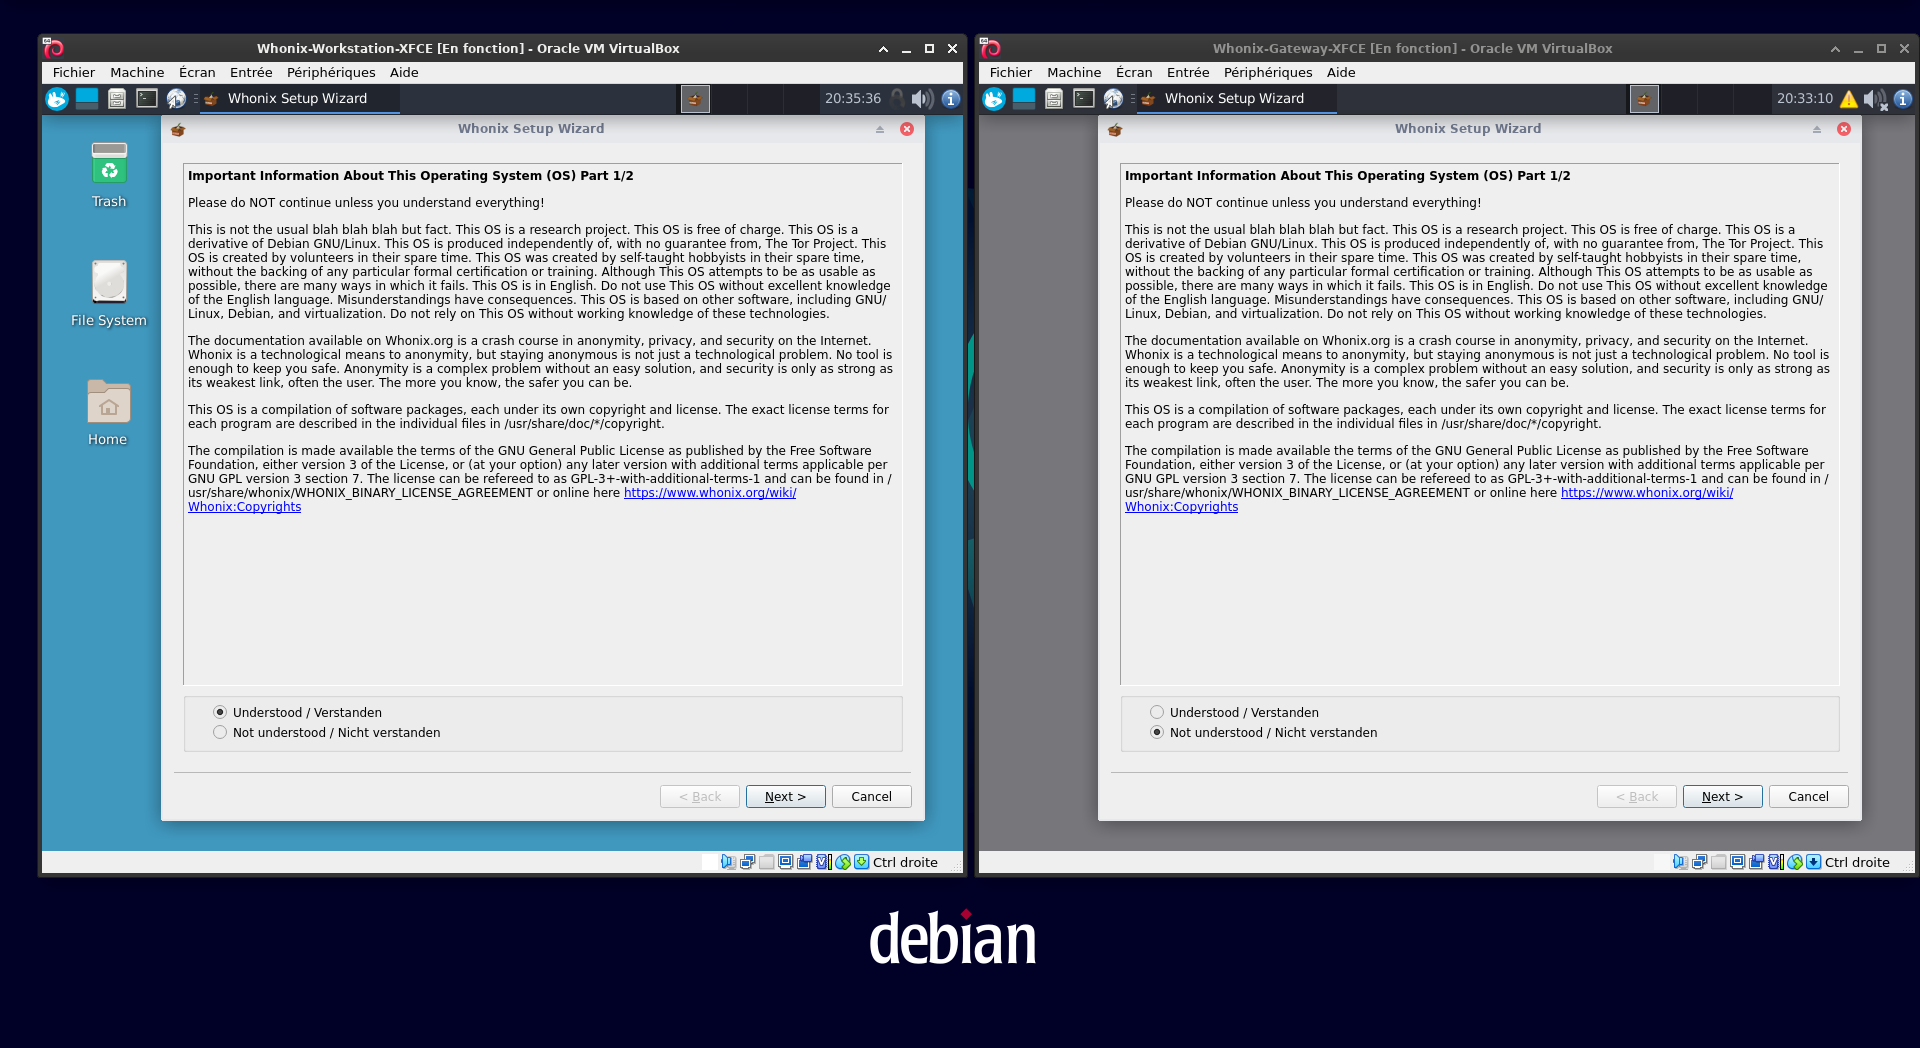 Whonix-Workstation-XFCE [En fonction] - Oracle VM VirtualBox
Fichier Machine Écran Entrée Périphériques Aide
Whonix Setup Wizard
20:35:36
Trash
File System
Home
Whonix Setup Wizard
Important Information About This Operating System (OS) Part 1/2
Please do NOT continue unless you understand everything!
This is not the usual blah blah blah blah but fact. This OS is a research project. This OS is free of charge. This OS is a
derivative of Debian GNU/Linux. This OS is produced independently of, with no guarantee from, The Tor Project. This
OS is created by volunteers in their spare time. This OS was created by self-taught hobbyists in their spare time,
without the backing of any particular formal certification or training. Although This OS attempts to be as usable as
possible, there are many ways in which it fails. This OS is in English. Do not use This OS without excellent knowledge
of the English language. Misunderstandings have consequences. This OS is based on other software, including GNU/
Linux, Debian, and virtualization. Do not rely on This OS without working knowledge of these technologies.
The documentation available on Whonix.org is a crash course in anonymity, privacy, and security on the Internet.
Whonix is a technological means to anonymity, but staying anonymous is not just a technological problem. No tool is
enough to keep you safe. Anonymity is a complex problem without an easy solution, and security is only as strong as
its weakest link, often the user. The more you know, the safer you can be.
This OS is a compilation of software packages, each under its own copyright and license. The exact license terms for
each program are described in the individual files in /usr/share/doc/*/copyright.
The compilation is made available the terms of the GNU General Public License as published by the Free Software
Foundation, either version 3 of the License, or (at your option) any later version with additional terms applicable per
GNU GPL version 3 section 7. The license can be refereed to as GPL-3+-with-additional-terms-1 and can be found in /
usr/share/whonix/WHONIX_BINARY_LICENSE_AGREEMENT or online here https://www.whonix.org/wiki/
Whonix:Copyrights
Understood / Verstanden
Not understood / Nicht verstanden
< Back Next > Cancel
Ctrl droite
Whonix-Gateway-XFCE [En fonction] - Oracle VM VirtualBox
Fichier Machine Écran Entrée Périphériques Aide
Whonix Setup Wizard
20:33:10
Whonix Setup Wizard
Important Information About This Operating System (OS) Part 1/2
Please do NOT continue unless you understand everything!
This is not the usual blah blah blah blah but fact. This OS is a research project. This OS is free of charge. This OS is a
derivative of Debian GNU/Linux. This OS is produced independently of, with no guarantee from, The Tor Project. This
OS is created by volunteers in their spare time. This OS was created by self-taught hobbyists in their spare time,
without the backing of any particular formal certification or training. Although This OS attempts to be as usable as
possible, there are many ways in which it fails. This OS is in English. Do not use This OS without excellent knowledge
of the English language. Misunderstandings have consequences. This OS is based on other software, including GNU/
Linux, Debian, and virtualization. Do not rely on This OS without working knowledge of these technologies.
The documentation available on Whonix.org is a crash course in anonymity, privacy, and security on the Internet.
Whonix is a technological means to anonymity, but staying anonymous is not just a technological problem. No tool is
enough to keep you safe. Anonymity is a complex problem without an easy solution, and security is only as strong as
its weakest link, often the user. The more you know, the safer you can be.
This OS is a compilation of software packages, each under its own copyright and license. The exact license terms for
each program are described in the individual files in /usr/share/doc/*/copyright.
The compilation is made available the terms of the GNU General Public License as published by the Free Software
Foundation, either version 3 of the License, or (at your option) any later version with additional terms applicable per
GNU GPL version 3 section 7. The license can be refereed to as GPL-3+-with-additional-terms-1 and can be found in /
usr/share/whonix/WHONIX_BINARY_LICENSE_AGREEMENT or online here https://www.whonix.org/wiki/
Whonix:Copyrights
Understood / Verstanden
Not understood / Nicht verstanden
< Back Next > Cancel
Ctrl droite
debian